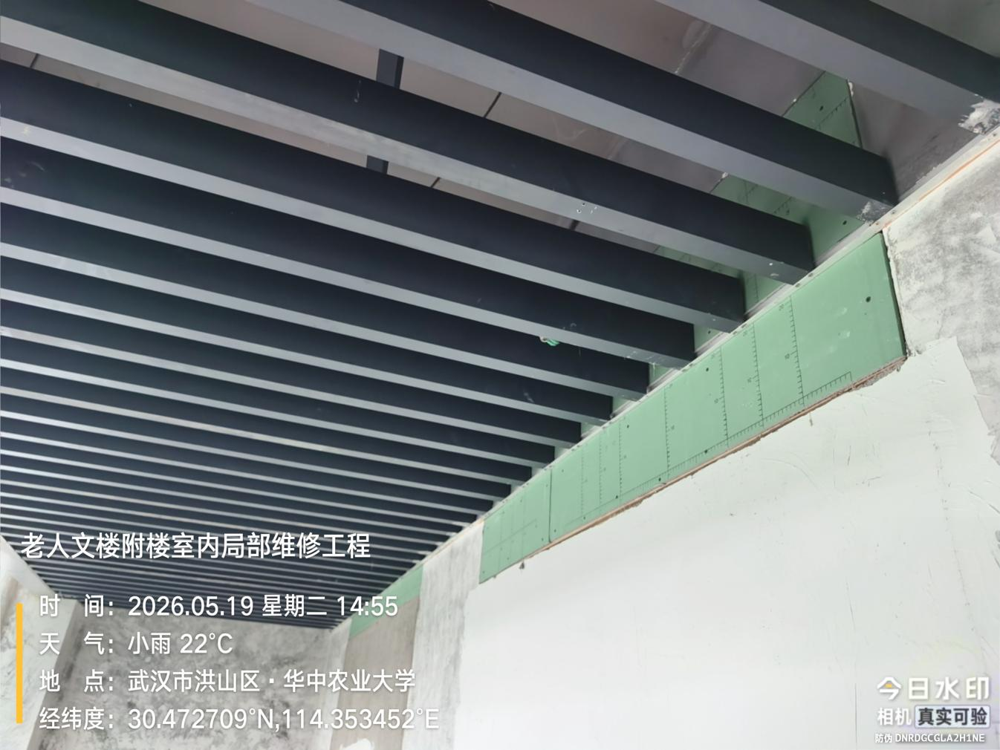 老人文楼附楼室内局部维修工程
时 间：2026.05.19 星期二 14:55
天 气：小雨 22°C
地 点：武汉市洪山区·华中农业大学
经纬度：30.472709°N,114.353452°E
今日水印
相机 真实可验
防伪 DNRDGCGLA2H1NE